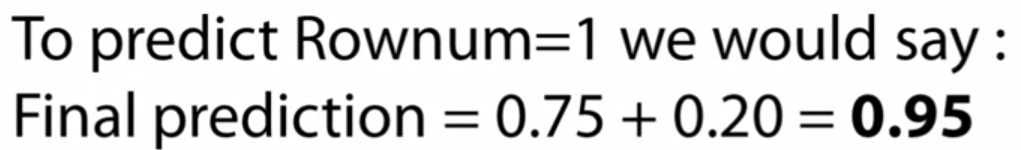 To predict Rownum=1 we would say :
Final prediction = 0.75 + 0.20 = 0.95